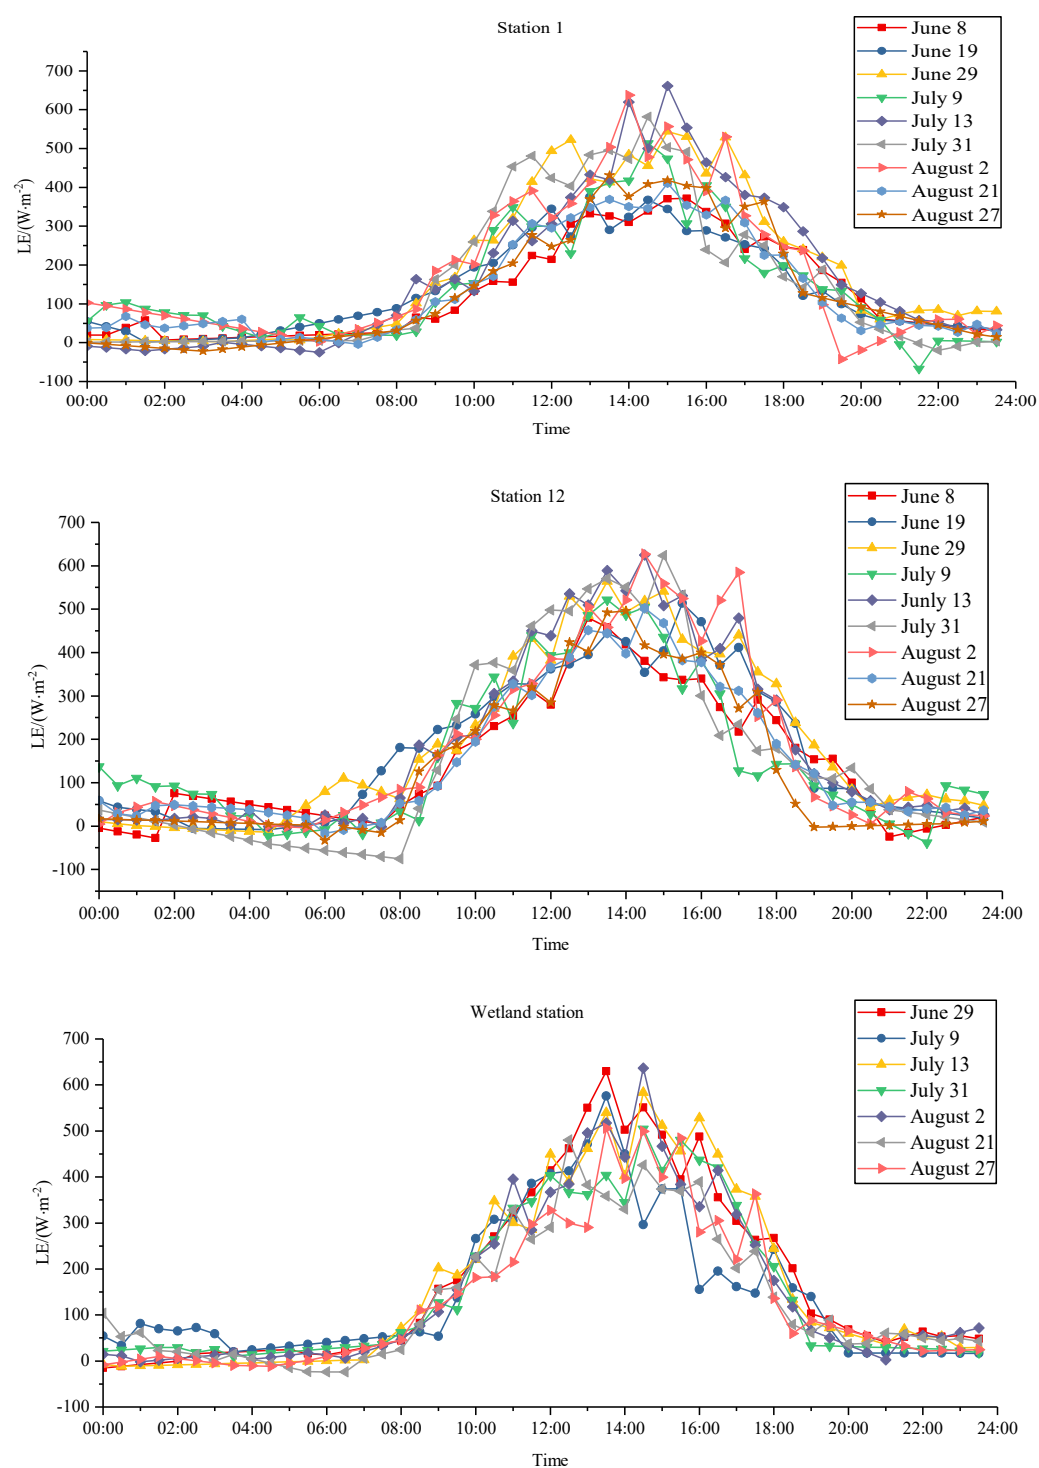 Station 1
June 8
June 19
June 29
July 9
July 13
July 31
August 2
August 21
August 27
LE/(W·m-2)
700
600
500
400
300
200
100
0
-100
00:00 02:00 04:00 06:00 08:00 10:00 12:00 14:00 16:00 18:00 20:00 22:00 24:00
Time
Station 12
June 8
June 19
June 29
July 9
Junly 13
July 31
August 2
August 21
August 27
LE/(W·m-2)
700
600
500
400
300
200
100
0
-100
00:00 02:00 04:00 06:00 08:00 10:00 12:00 14:00 16:00 18:00 20:00 22:00 24:00
Time
Wetland station
June 29
July 9
July 13
July 31
August 2
August 21
August 27
LE/(W·m-2)
700
600
500
400
300
200
100
0
-100
00:00 02:00 04:00 06:00 08:00 10:00 12:00 14:00 16:00 18:00 20:00 22:00 24:00
Time